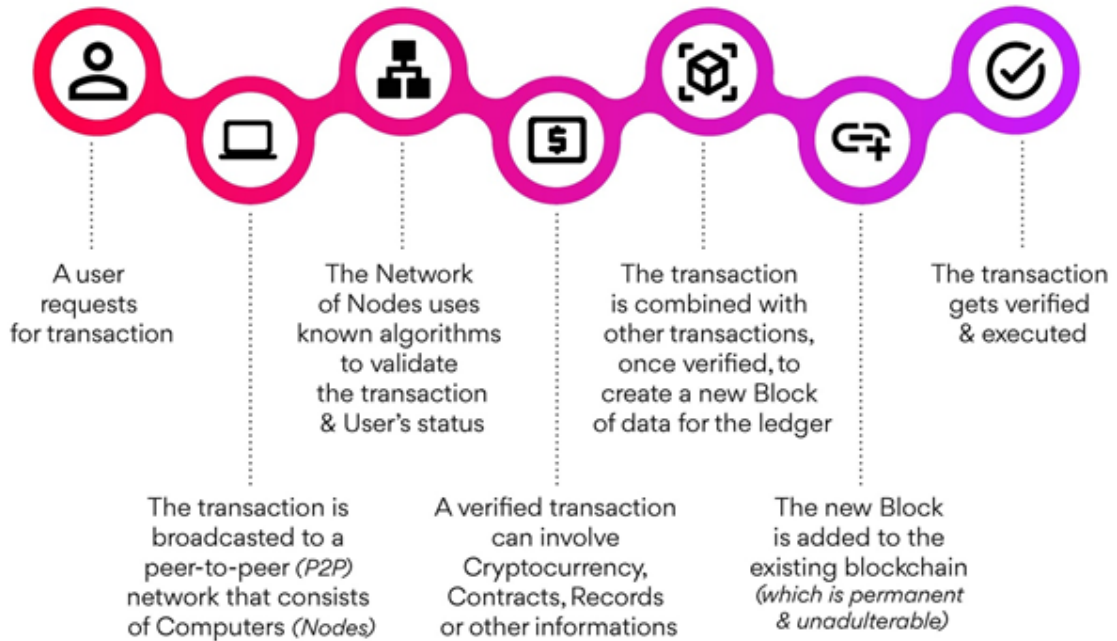 A user
requests
for transaction
The transaction is
broadcasted to a
peer-to-peer (P2P)
network that consists
of Computers (Nodes)
The Network
of Nodes uses
known algorithms
to validate
the transaction
& User's status
A verified transaction
can involve
Cryptocurrency,
Contracts, Records
or other informations
The transaction
is combined with
other transactions,
once verified, to
create a new Block
of data for the ledger
The new Block
is added to the
existing blockchain
(which is permanent
& unadulterable)
The transaction
gets verified
& executed